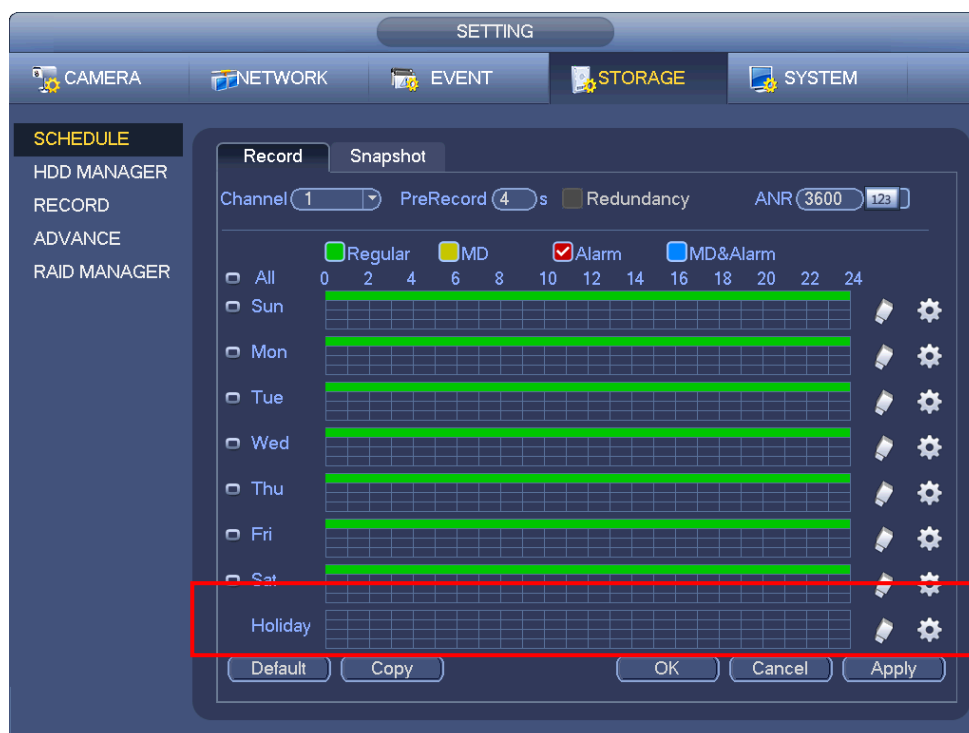 SETTING
CAMERA NETWORK EVENT STORAGE SYSTEM
SCHEDULE
HDD MANAGER
RECORD
ADVANCE
RAID MANAGER
Record Snapshot
Channel 1 PreRecord 4 s Redundancy ANR 3600 123
Regular MD Alarm MD&Alarm
All 0 2 4 6 8 10 12 14 16 18 20 22 24
Sun
Mon
Tue
Wed
Thu
Fri
Sat
Holiday
Default Copy OK Cancel Apply